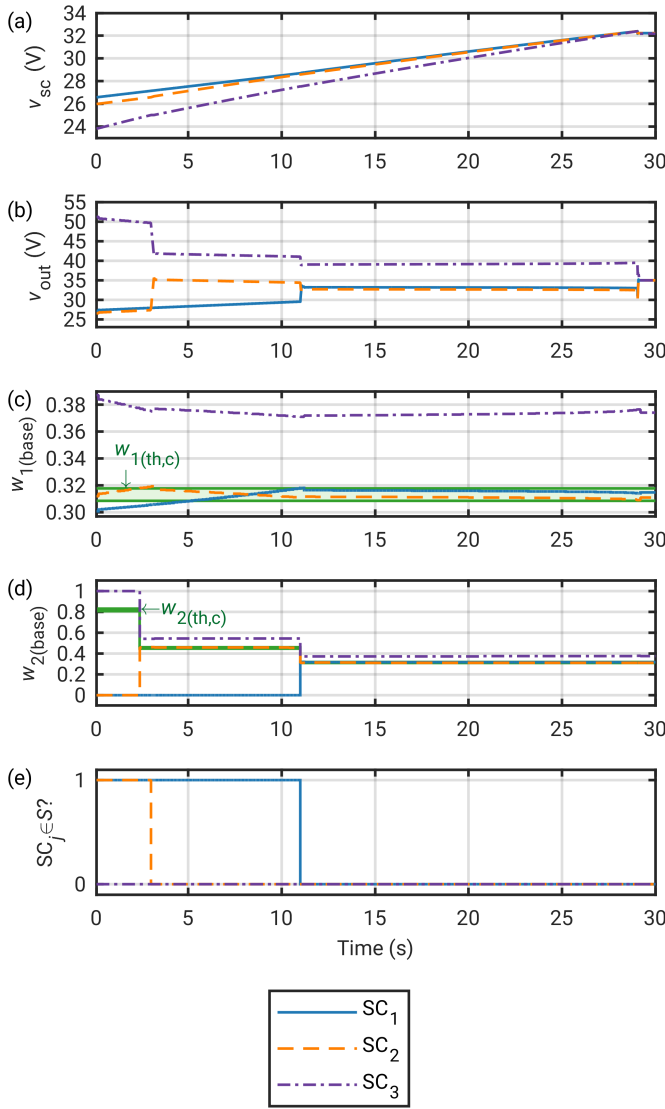 (a)
v_sc (V)
34
32
30
28
26
24
0 5 10 15 20 25 30
(b)
v_out (V)
55
50
45
40
35
30
25
0 5 10 15 20 25 30
(c)
w_1(base)
0.38
0.36
0.34
0.32
0.30
w_1(th,c)
↓
0 5 10 15 20 25 30
(d)
w_2(base)
1
0.8
0.6
0.4
0.2
0
←w_2(th,c)
0 5 10 15 20 25 30
(e)
SC_j∈S?
1
0
0 5 10 15 20 25 30
Time (s)
SC_1
SC_2
SC_3